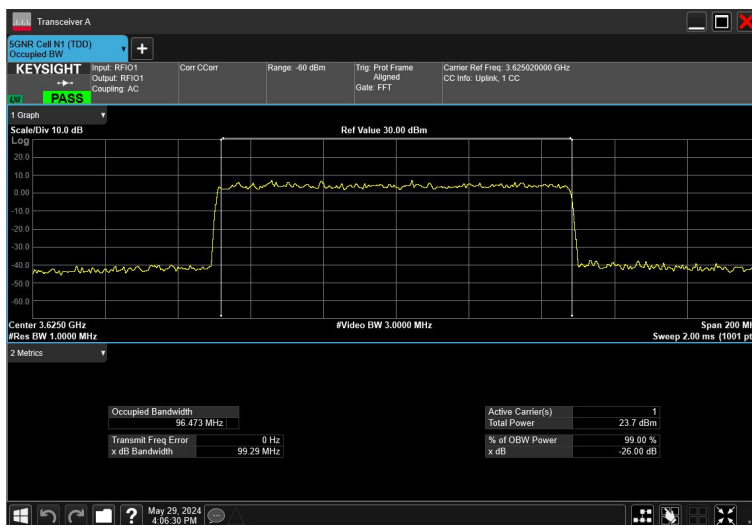 Transceiver A
5GNR Cell N1 (TDD)
Occupied BW
KEYSIGHT
LXI
PASS
Input: RFIO1
Output: RFIO1
Coupling: AC
Corr CCorr
Range: -60 dBm
Trig: Prot Frame
Aligned
Gate: FFT
Carrier Ref Freq: 3.625020000 GHz
CC Info: Uplink, 1 CC
1 Graph
Scale/Div 10.0 dB
Ref Value 30.00 dBm
Log
20.0
10.0
0.00
-10.0
-20.0
-30.0
-40.0
-50.0
-60.0
Center 3.6250 GHz
#Video BW 3.0000 MHz
Span 200 MH
#Res BW 1.0000 MHz
Sweep 2.00 ms (1001 pt
2 Metrics
Occupied Bandwidth
96.473 MHz
Transmit Freq Error 0 Hz
x dB Bandwidth 99.29 MHz
Active Carrier(s) 1
Total Power 23.7 dBm
% of OBW Power 99.00 %
x dB -26.00 dB
May 29, 2024
4:06:30 PM